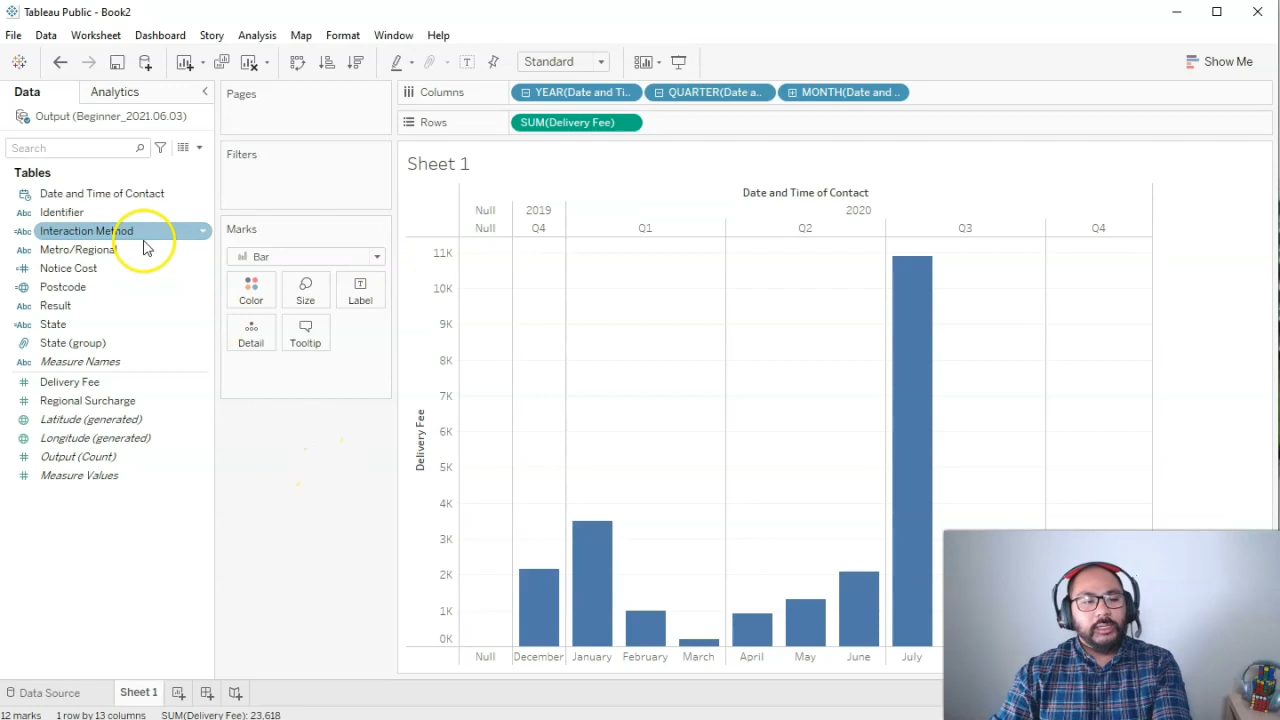 Tableau Public - Book2
File Data Worksheet Dashboard Story Analysis Map Format Window Help
Standard
Show Me
Data Analytics
Output (Beginner_2021.06.03)
Search
Tables
Date and Time of Contact
Abc Identifier
=Abc Interaction Method
Abc Metro/Regional
Notice Cost
Postcode
Abc Result
=Abc State
State (group)
Abc Measure Names
Delivery Fee
Regional Surcharge
Latitude (generated)
Longitude (generated)
Output (Count)
Measure Values
Pages
Filters
Marks
Bar
Color Size Label
Detail Tooltip
Columns YEAR(Date and Ti.. QUARTER(Date a.. MONTH(Date and ..
Rows SUM(Delivery Fee)
Sheet 1
Date and Time of Contact
Null 2019 2020
Null Q4 Q1 Q2 Q3 Q4
11K
10K
9K
8K
7K
6K
5K
4K
3K
2K
1K
0K
Delivery Fee
Null December January February March April May June July
Data Source Sheet 1
12 marks 1 row by 13 columns SUM(Delivery Fee): 23,618